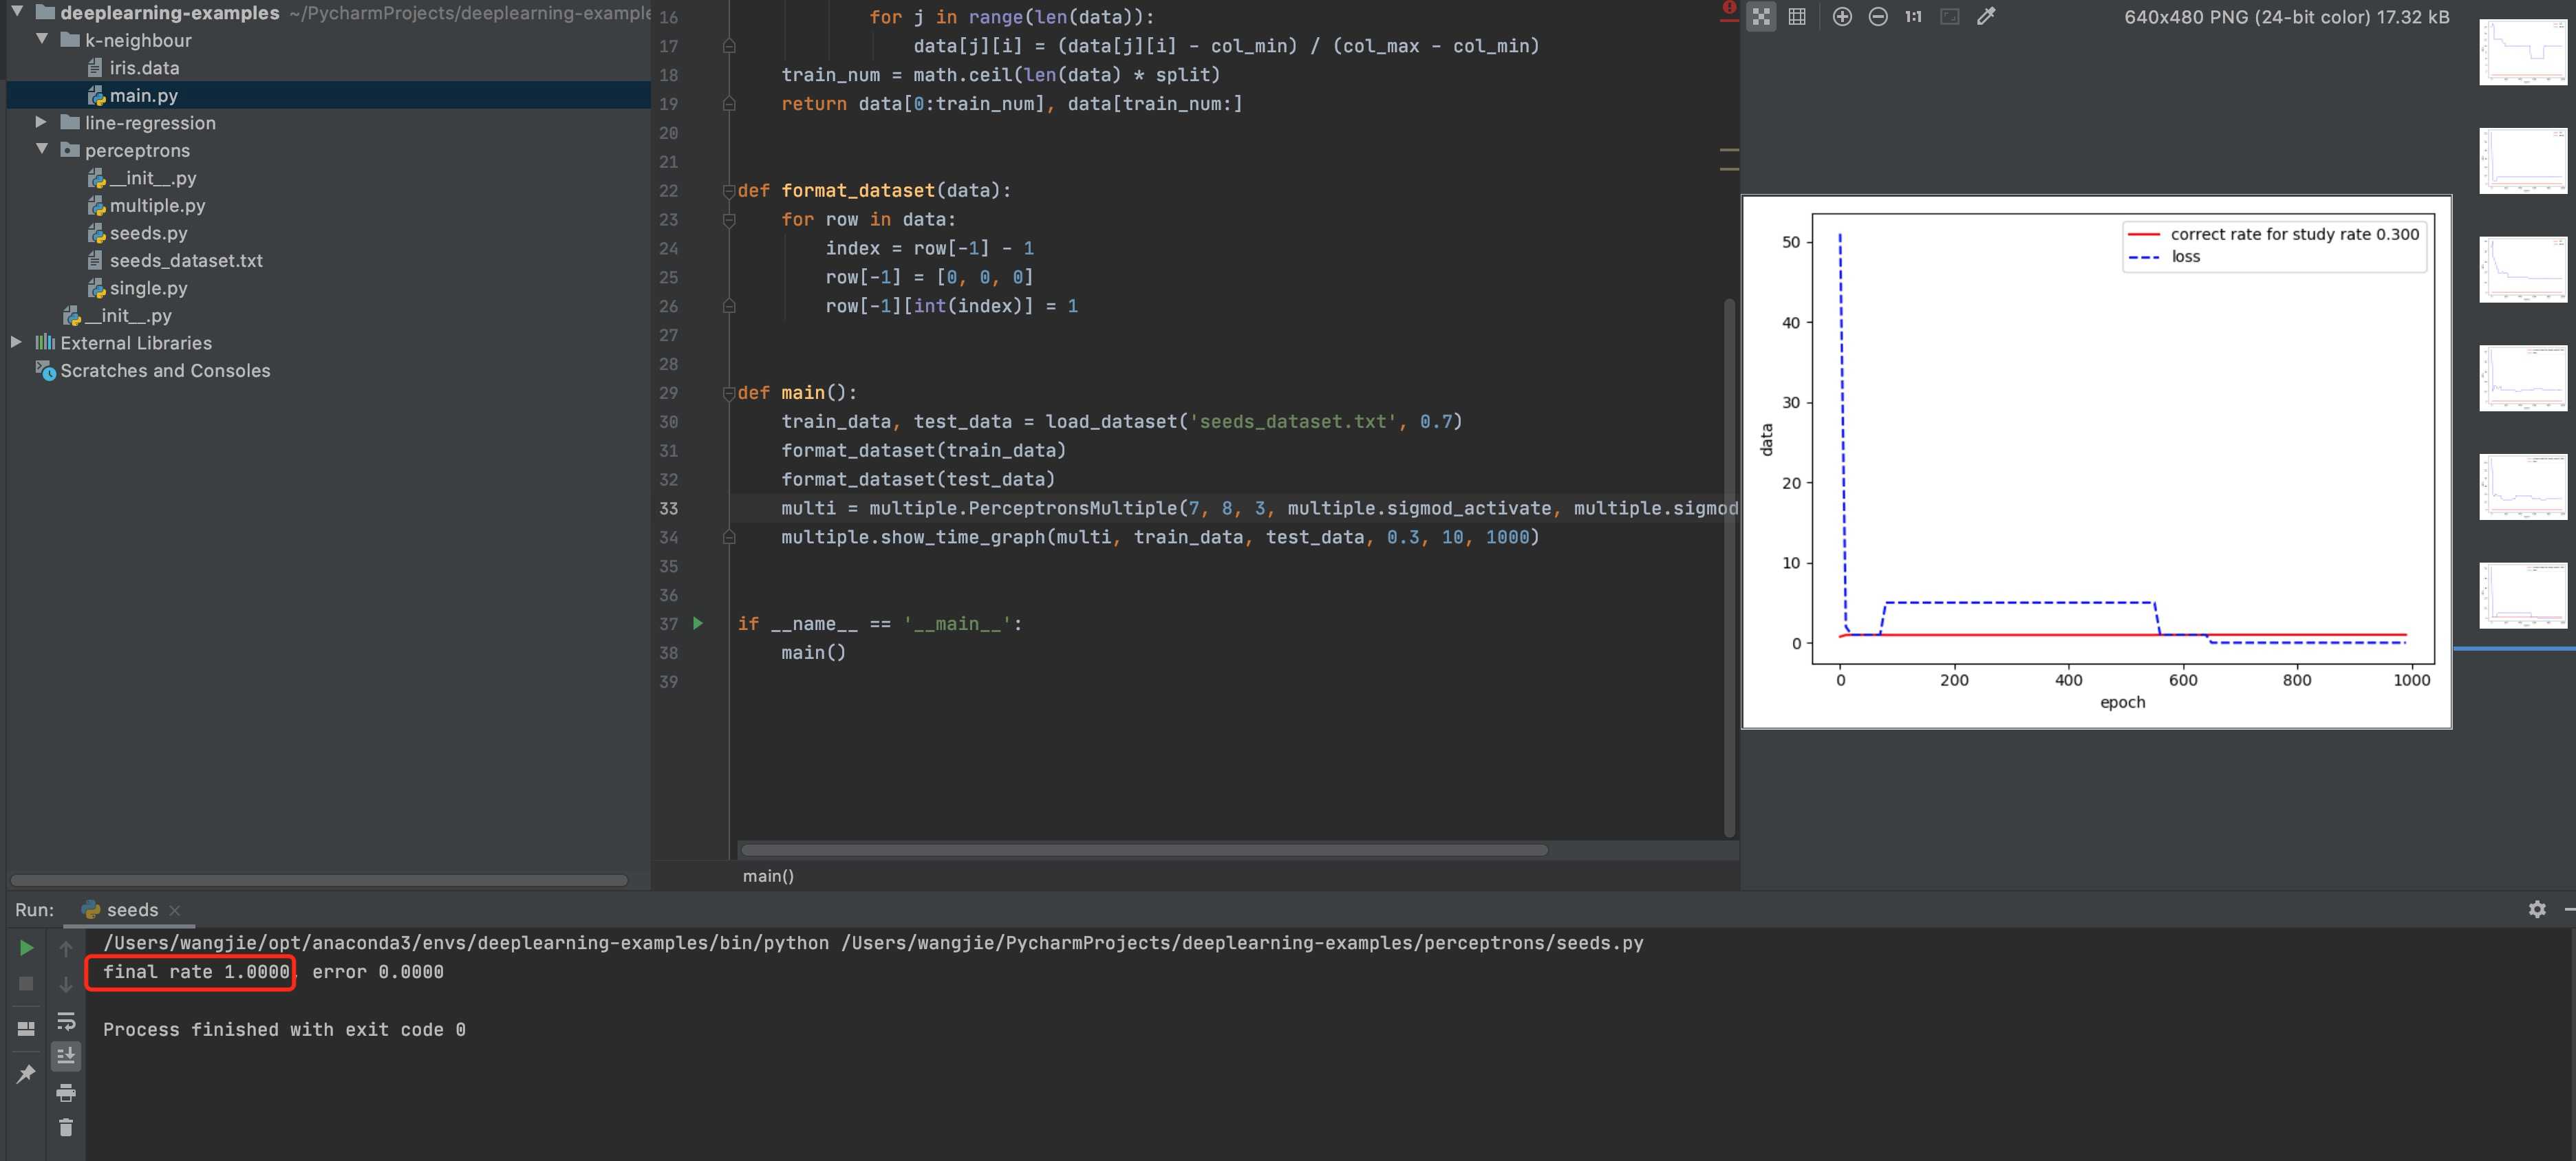 deeplearning-examples ~/PycharmProjects/deeplearning-example
k-neighbour
iris.data
main.py
line-regression
perceptrons
__init__.py
multiple.py
seeds.py
seeds_dataset.txt
single.py
__init__.py
External Libraries
Scratches and Consoles
16 for j in range(len(data)):
17 data[j][i] = (data[j][i] - col_min) / (col_max - col_min)
18 train_num = math.ceil(len(data) * split)
19 return data[0:train_num], data[train_num:]
20
21
22 def format_dataset(data):
23 for row in data:
24 index = row[-1] - 1
25 row[-1] = [0, 0, 0]
26 row[-1][int(index)] = 1
27
28
29 def main():
30 train_data, test_data = load_dataset('seeds_dataset.txt', 0.7)
31 format_dataset(train_data)
32 format_dataset(test_data)
33 multi = multiple.PerceptronsMultiple(7, 8, 3, multiple.sigmod_activate, multiple.sigmod
34 multiple.show_time_graph(multi, train_data, test_data, 0.3, 10, 1000)
35
36
37 if __name__ == '__main__':
38 main()
39
main()
1:1
640x480 PNG (24-bit color) 17.32 kB
correct rate for study rate 0.300
loss
50
40
30
20
10
0
data
0 200 400 600 800 1000
epoch
Run: seeds
/Users/wangjie/opt/anaconda3/envs/deeplearning-examples/bin/python /Users/wangjie/PycharmProjects/deeplearning-examples/perceptrons/seeds.py
final rate 1.0000, error 0.0000
Process finished with exit code 0